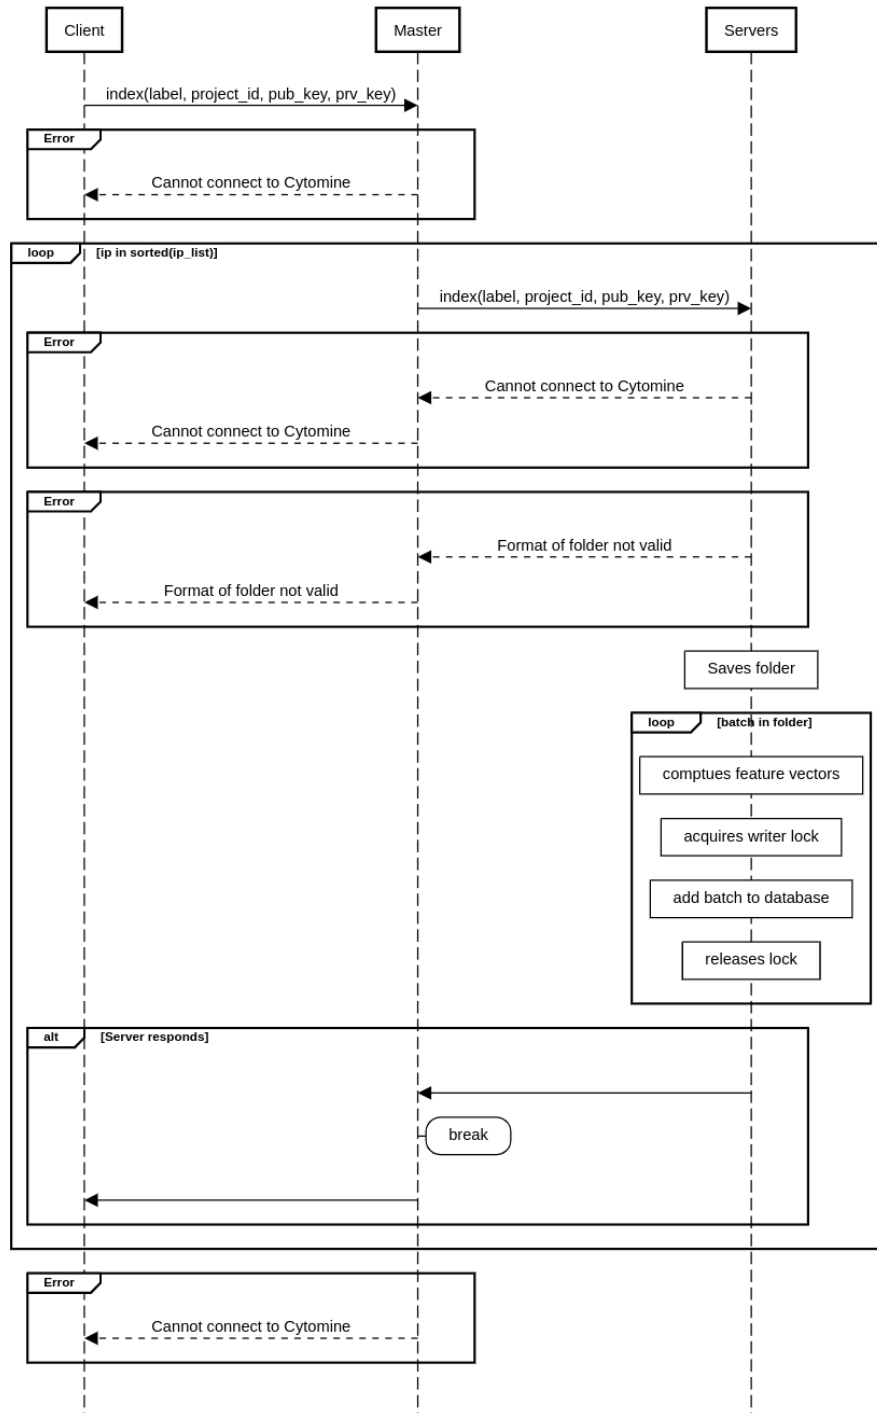 Client
Master
Servers
index(label, project_id, pub_key, prv_key)
Error
Cannot connect to Cytomine
loop [ip in sorted(ip_list)]
index(label, project_id, pub_key, prv_key)
Error
Cannot connect to Cytomine
Cannot connect to Cytomine
Error
Format of folder not valid
Format of folder not valid
Saves folder
loop [batch in folder]
comptues feature vectors
acquires writer lock
add batch to database
releases lock
alt [Server responds]
break
Error
Cannot connect to Cytomine